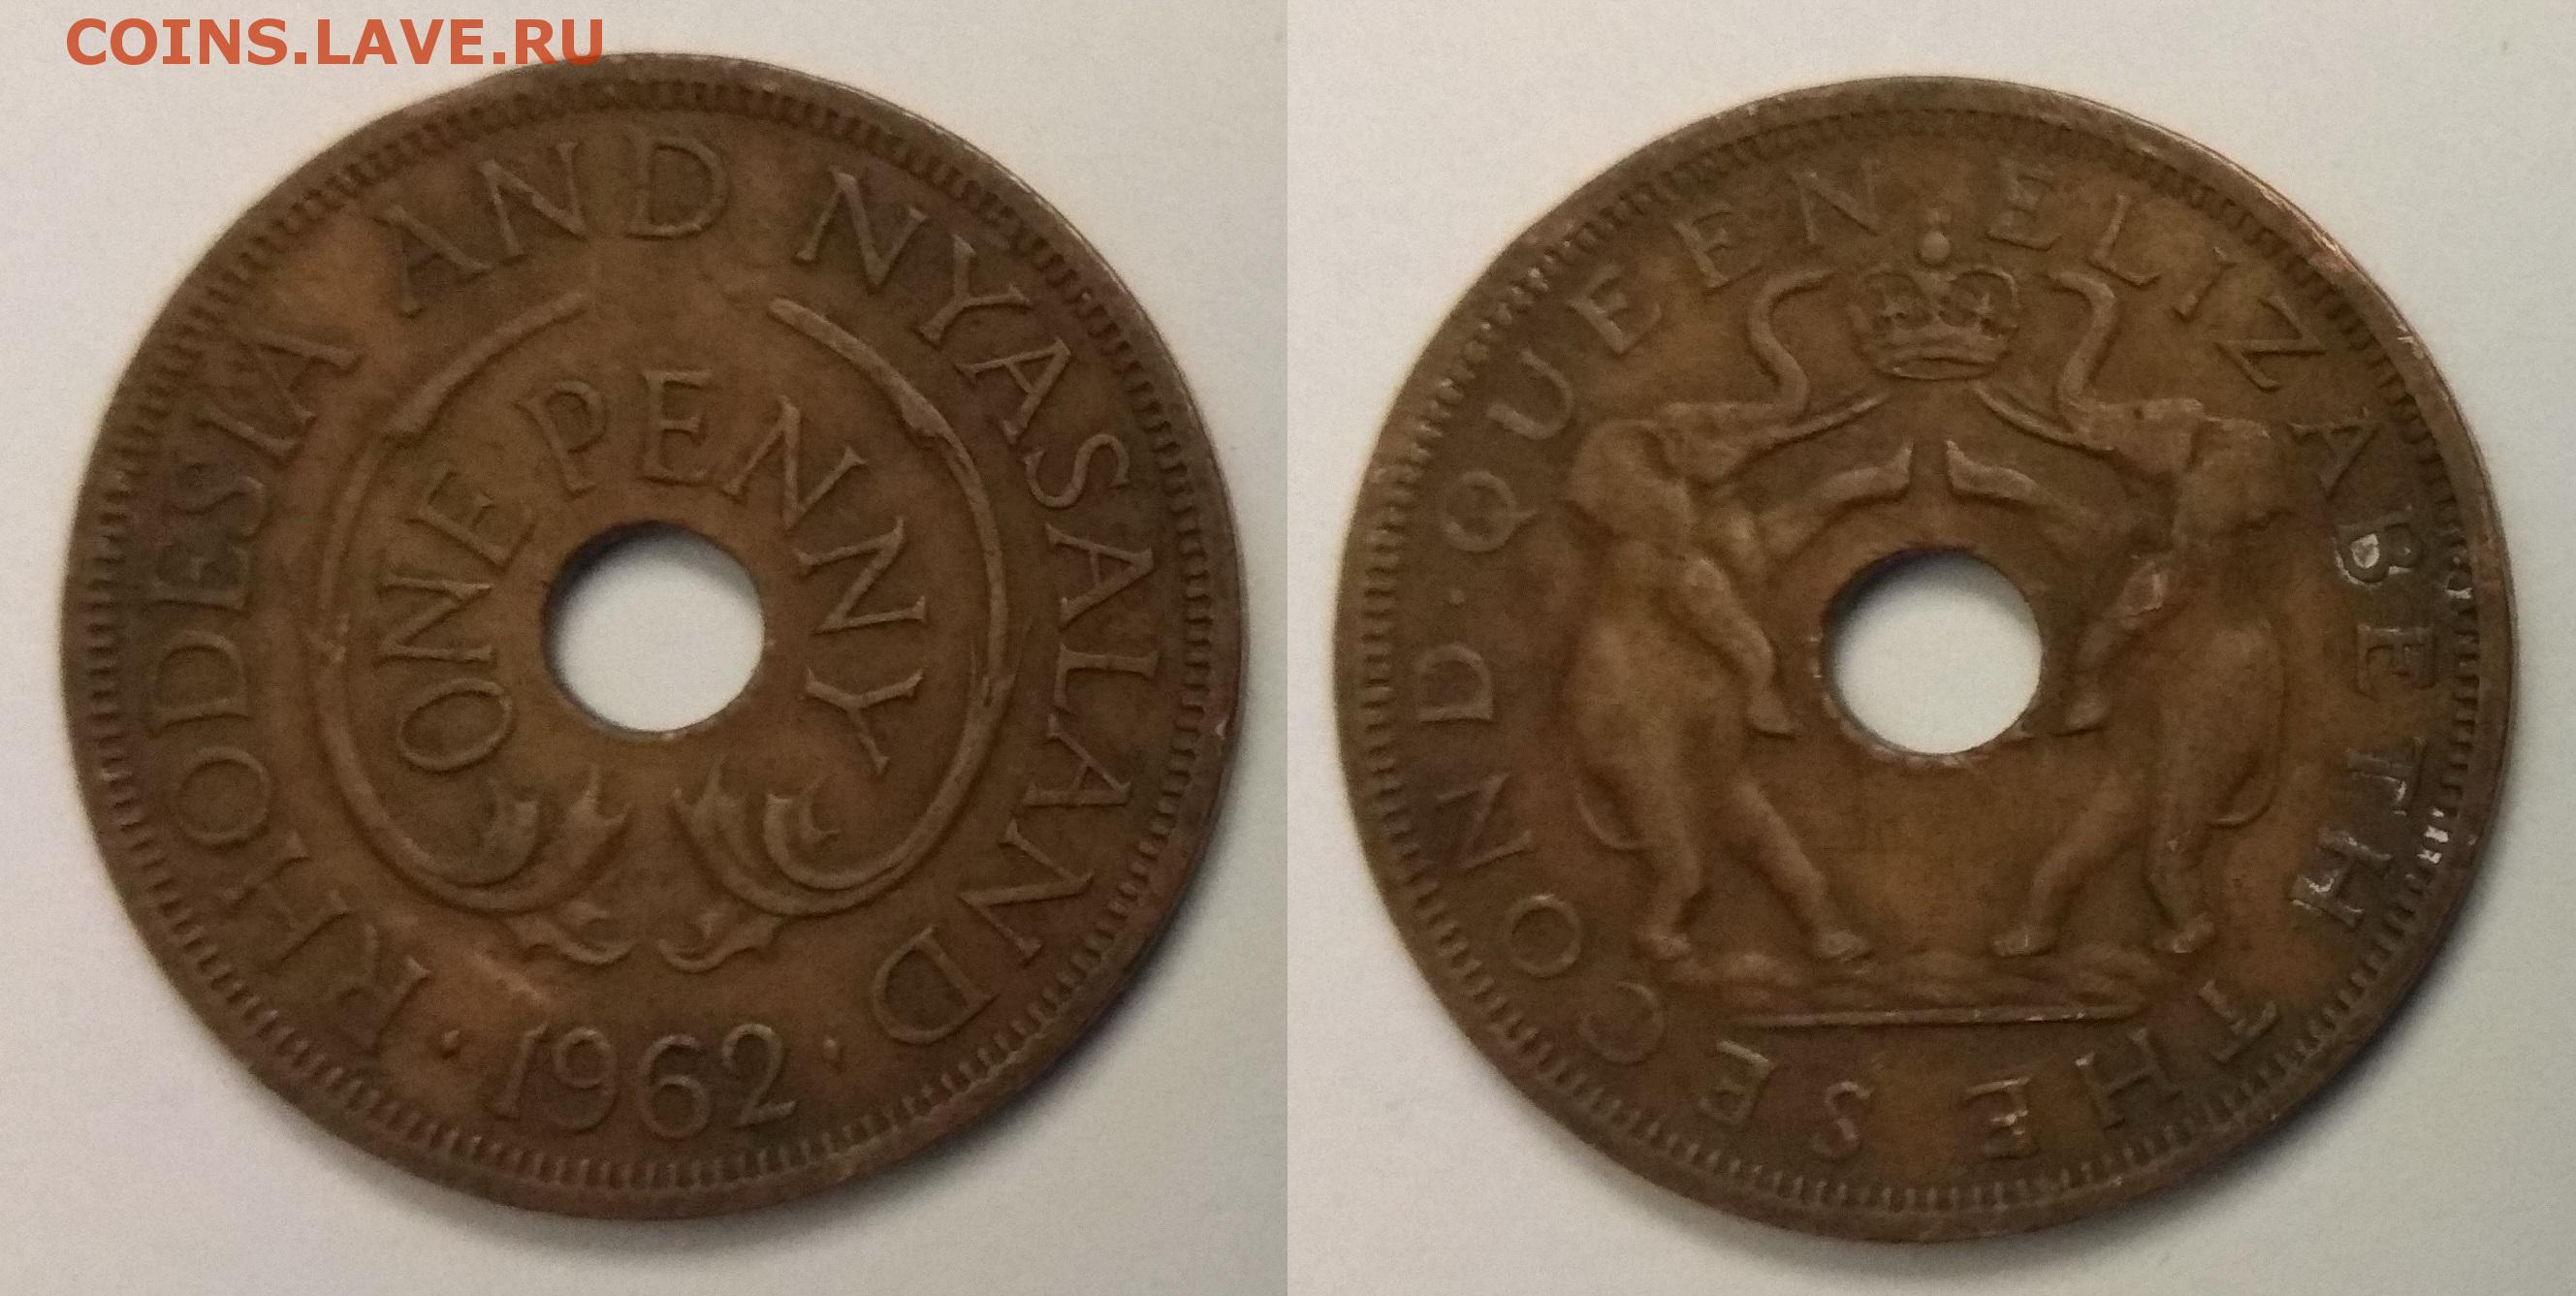 COINS.LAVE.RU
RHODESIA AND NYASALAND
ONE PENNY
· 1962 ·
QUEEN ELIZABETH THE SECOND ·